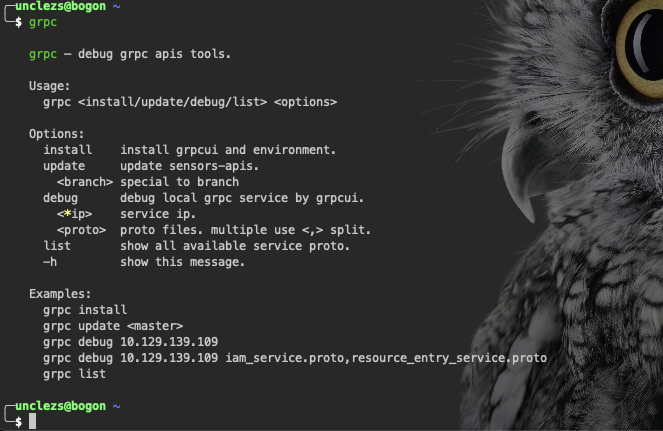 unclezs@bogon ~
$ grpc
grpc – debug grpc apis tools.
Usage:
grpc <install/update/debug/list> <options>
Options:
install install grpcui and environment.
update update sensors-apis.
<branch> special to branch
debug debug local grpc service by grpcui.
<*ip> service ip.
<proto> proto files. multiple use <,> split.
list show all available service proto.
-h show this message.
Examples:
grpc install
grpc update <master>
grpc debug 10.129.139.109
grpc debug 10.129.139.109 iam_service.proto,resource_entry_service.proto
grpc list
unclezs@bogon ~
$